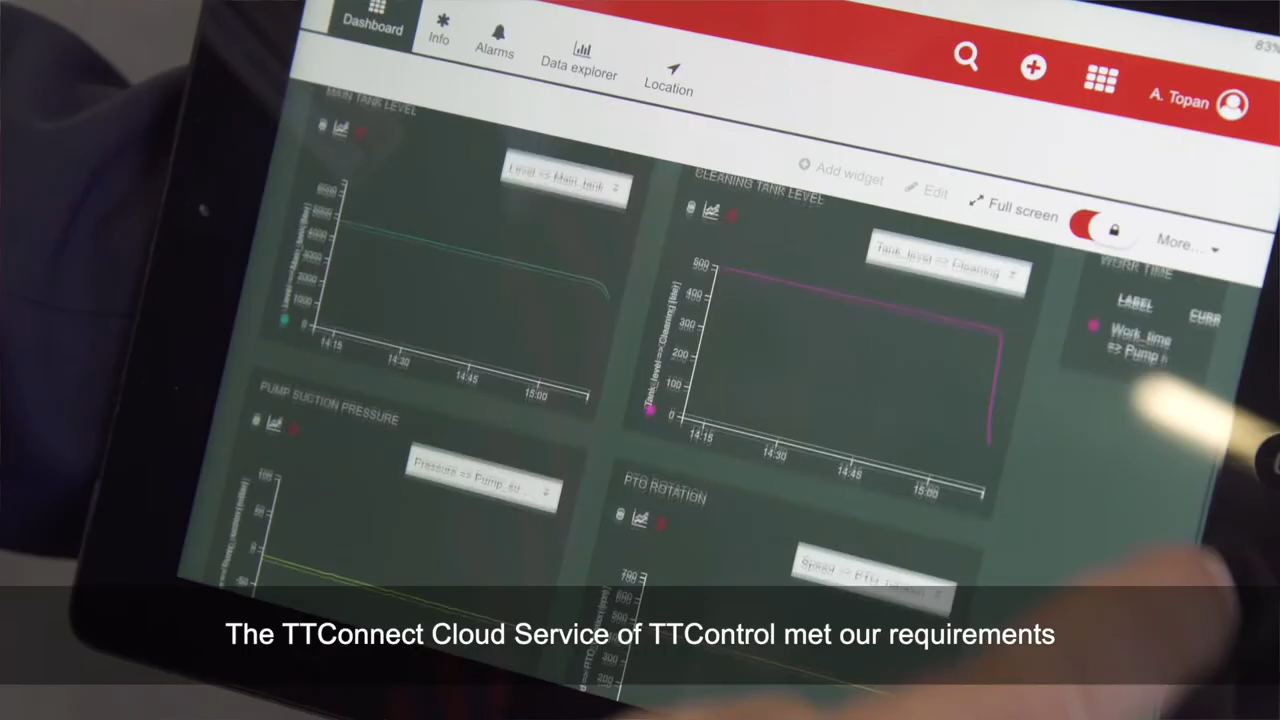 83%
Dashboard
Info
Alarms
Data explorer
Location
A. Topan
Add widget
Edit
Full screen
More...
MAIN TANK LEVEL
Level => Main_tank
5000
4000
3000
2000
1000
0
14:15
14:30
14:45
15:00
CLEANING TANK LEVEL
Tank_level => Cleaning
Tank_level => Cleaning [liter]
500
400
300
200
100
0
14:15
14:30
14:45
15:00
WORK TIME
LABEL
CURR
Work_time
=> Pump
PUMP SUCTION PRESSURE
Pressure => Pump_su...
100
PTO ROTATION
Speed => PTO
700
600
500
300
200
The TTConnect Cloud Service of TTControl met our requirements